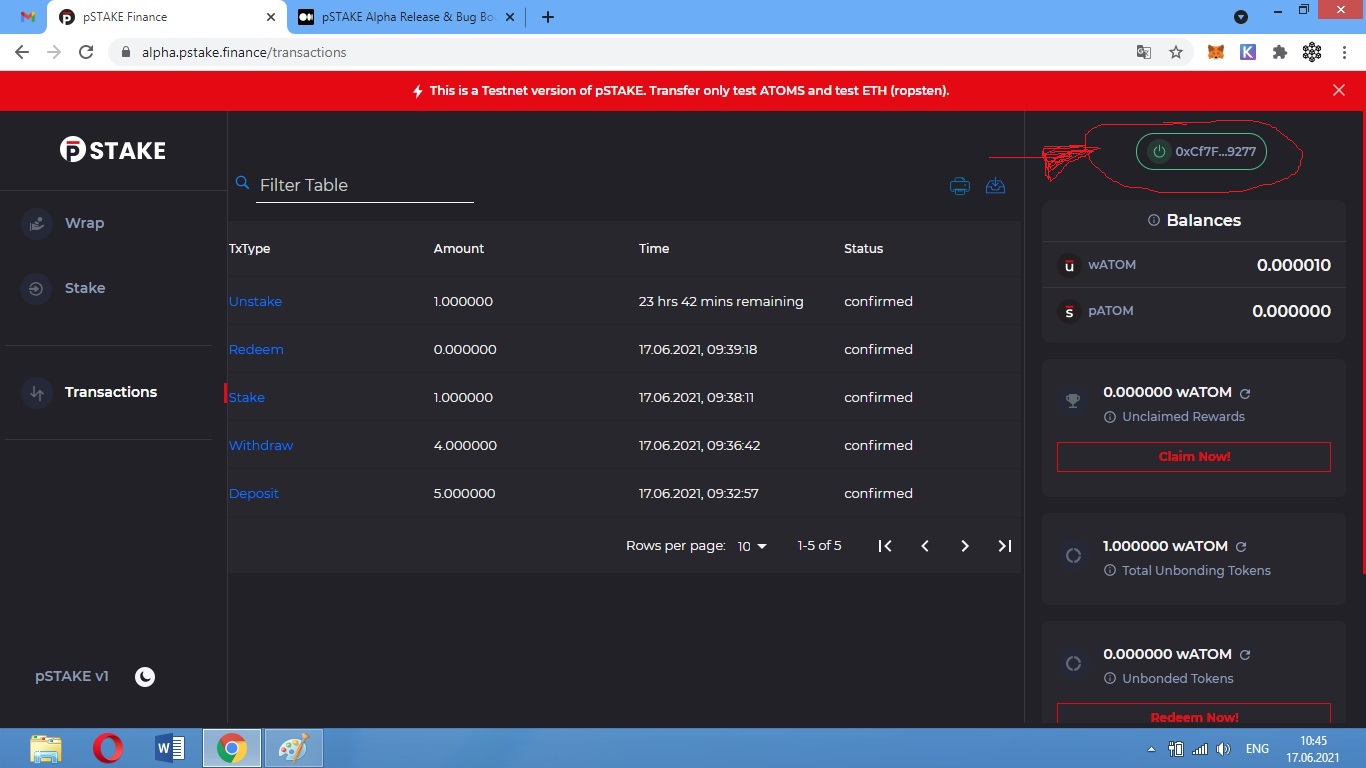 pSTAKE Finance
pSTAKE Alpha Release & Bug Bou
alpha.pstake.finance/transactions
This is a Testnet version of pSTAKE. Transfer only test ATOMS and test ETH (ropsten).
pSTAKE
0xCf7F...9277
Filter Table
Wrap
Stake
Transactions
pSTAKE v1
TxType Amount Time Status
Unstake 1.000000 23 hrs 42 mins remaining confirmed
Redeem 0.000000 17.06.2021, 09:39:18 confirmed
Stake 1.000000 17.06.2021, 09:38:11 confirmed
Withdraw 4.000000 17.06.2021, 09:36:42 confirmed
Deposit 5.000000 17.06.2021, 09:32:57 confirmed
Rows per page: 10 1-5 of 5
Balances
wATOM 0.000010
pATOM 0.000000
0.000000 wATOM
Unclaimed Rewards
Claim Now!
1.000000 wATOM
Total Unbonding Tokens
0.000000 wATOM
Unbonded Tokens
Redeem Now!
ENG
10:45
17.06.2021